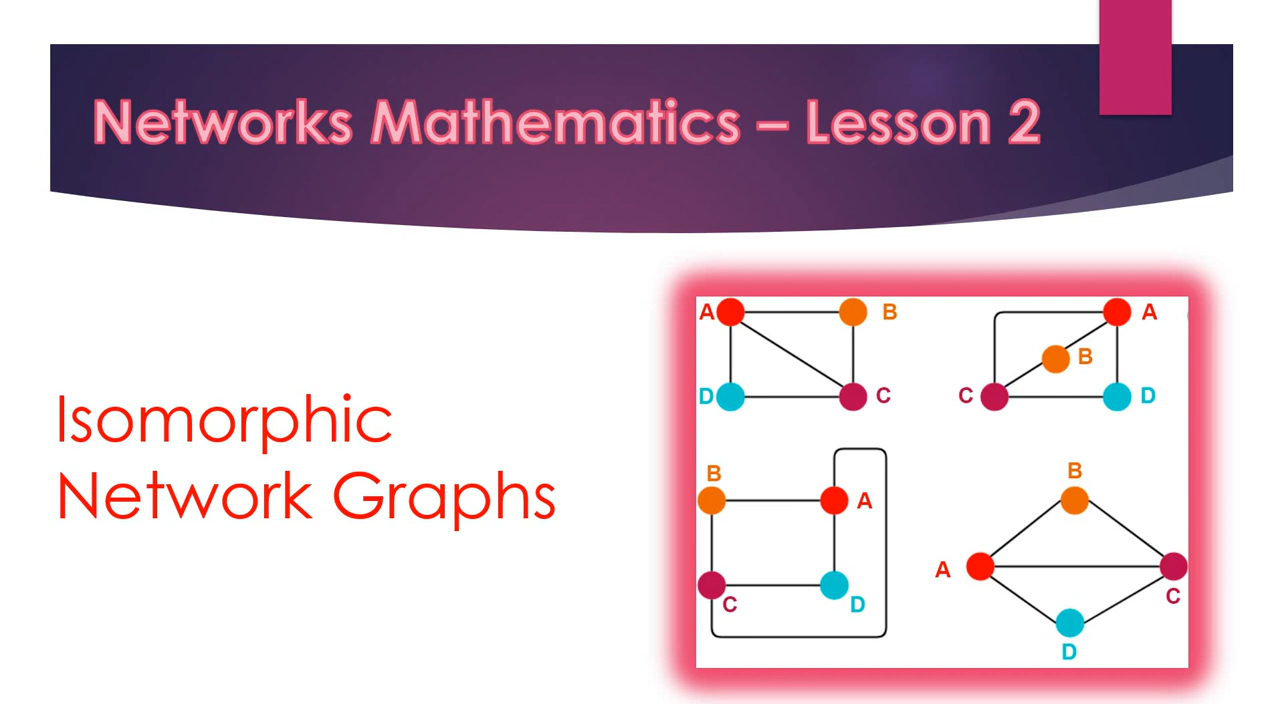 Networks Mathematics – Lesson 2
Isomorphic
Network Graphs
A B
D C
A
B
C D
B
A
C
D
B
A
C
D